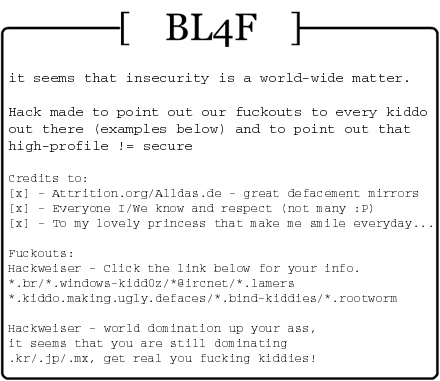 [ BL4F ]
it seems that insecurity is a world-wide matter.
Hack made to point out our fuckouts to every kiddo
out there (examples below) and to point out that
high-profile != secure
Credits to:
[x] - Attrition.org/Alldas.de - great defacement mirrors
[x] - Everyone I/We know and respect (not many :P)
[x] - To my lovely princess that make me smile everyday...
Fuckouts:
Hackweiser - Click the link below for your info.
*.br/*.windows-kidd0z/*@ircnet/*.lamers
*.kiddo.making.ugly.defaces/*.bind-kiddies/*.rootworm
Hackweiser - world domination up your ass,
it seems that you are still dominating
.kr/.jp/.mx, get real you fucking kiddies!